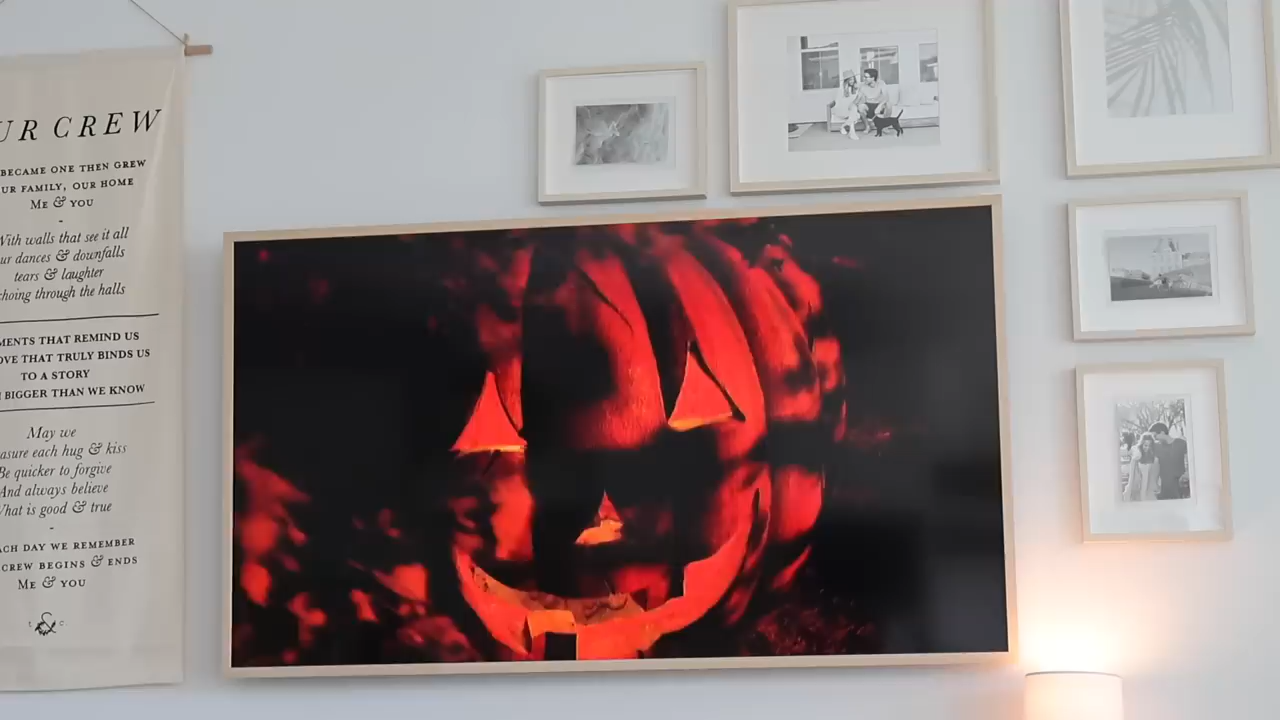 UR CREW
BECAME ONE THEN GREW
UR FAMILY, OUR HOME
ME & YOU
-
With walls that see it all
ur dances & downfalls
tears & laughter
choing through the halls
MENTS THAT REMIND US
OVE THAT TRULY BINDS US
TO A STORY
BIGGER THAN WE KNOW
May we
easure each hug & kiss
Be quicker to forgive
And always believe
What is good & true
-
ACH DAY WE REMEMBER
CREW BEGINS & ENDS
ME & YOU
t & c